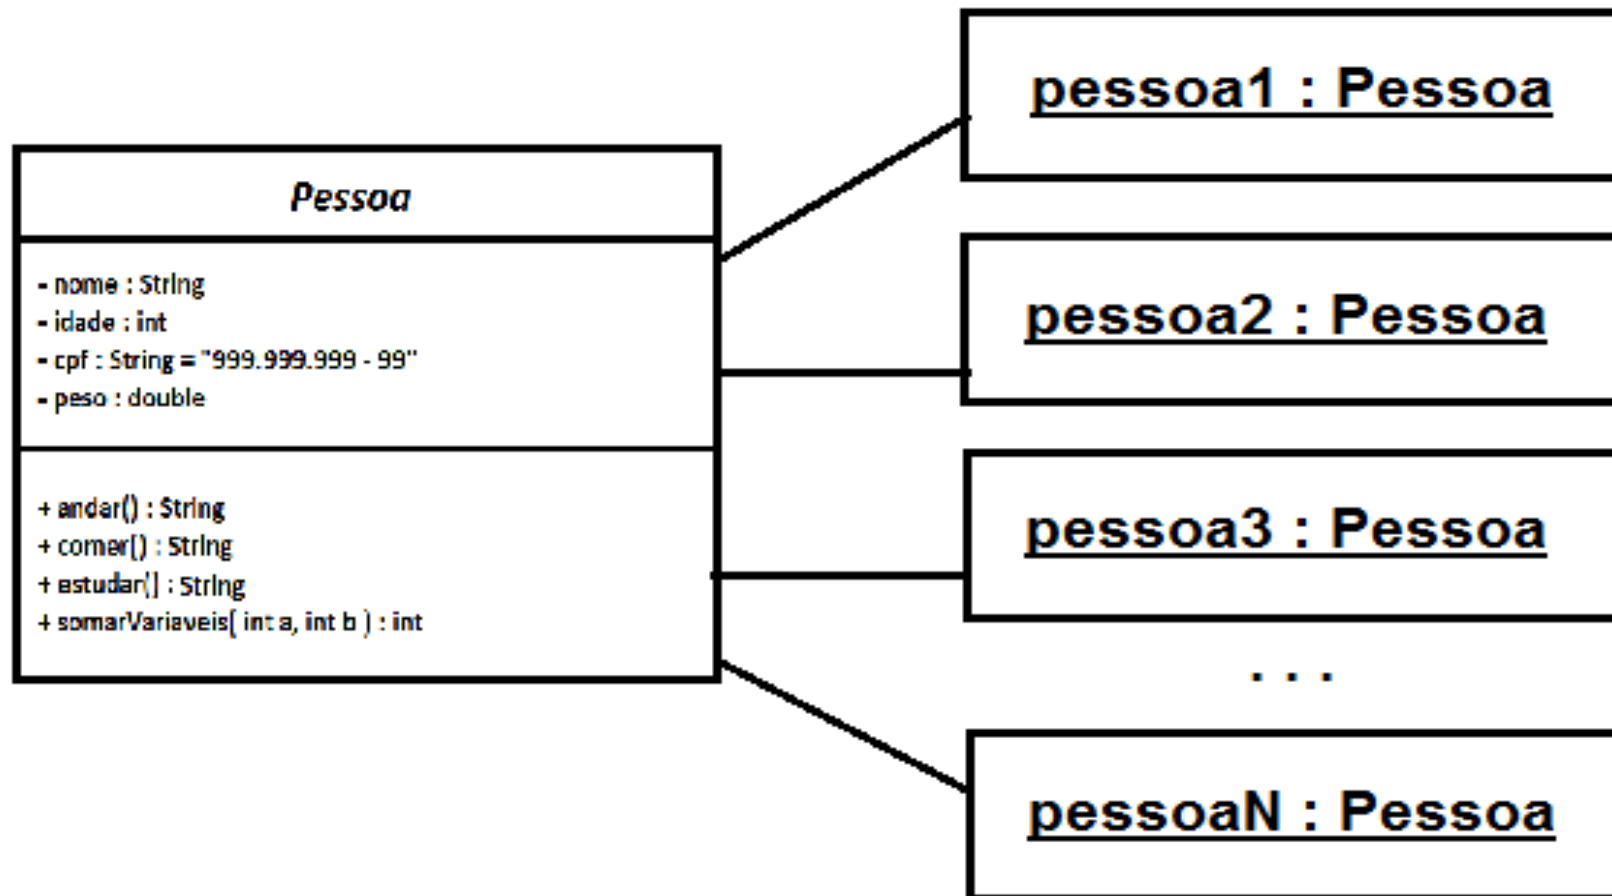 Pessoa
- nome : String
- idade : int
- cpf : String = "999.999.999 - 99"
- peso : double
+ andar() : String
+ comer() : String
+ estudar() : String
+ somarVariaveis( int a, int b ) : int
pessoa1 : Pessoa
pessoa2 : Pessoa
pessoa3 : Pessoa
. . .
pessoaN : Pessoa